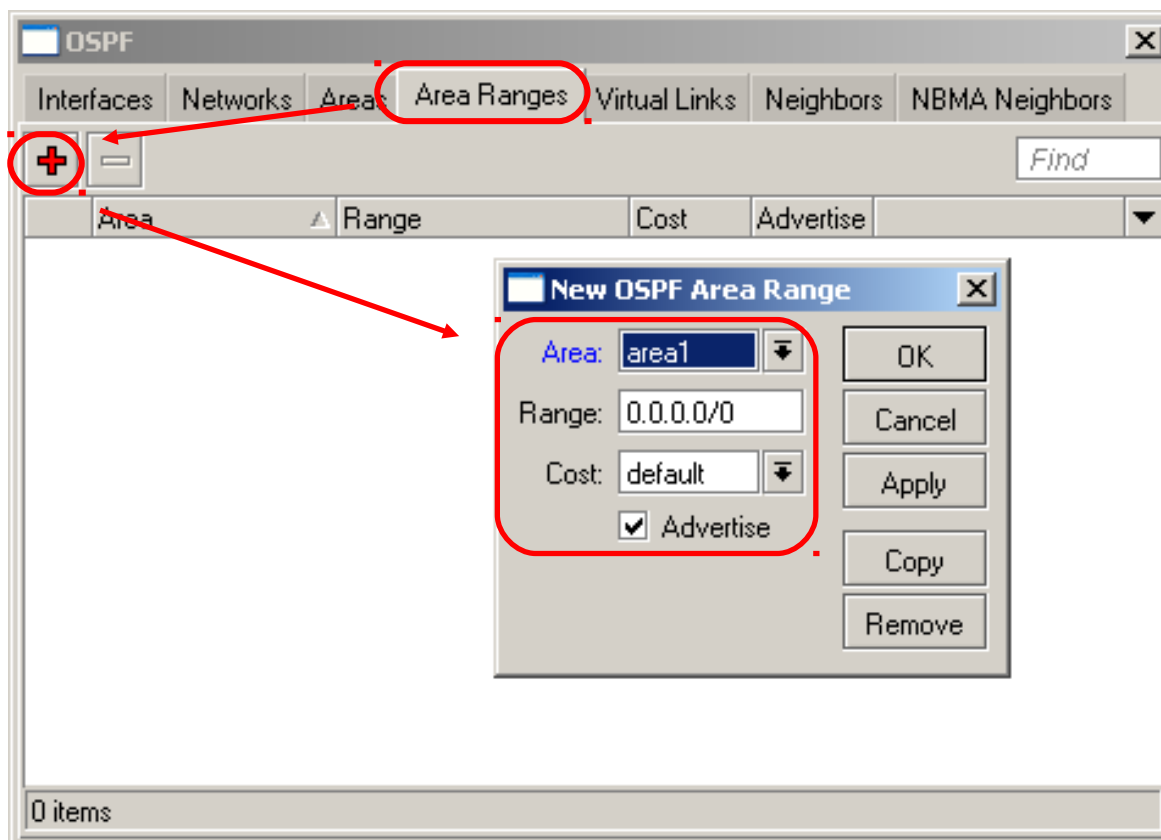 OSPF
Interfaces Networks Areas Area Ranges Virtual Links Neighbors NBMA Neighbors
Find
Area Range Cost Advertise
New OSPF Area Range
Area: area1 OK
Range: 0.0.0.0/0 Cancel
Cost: default Apply
Advertise
Copy
Remove
0 items